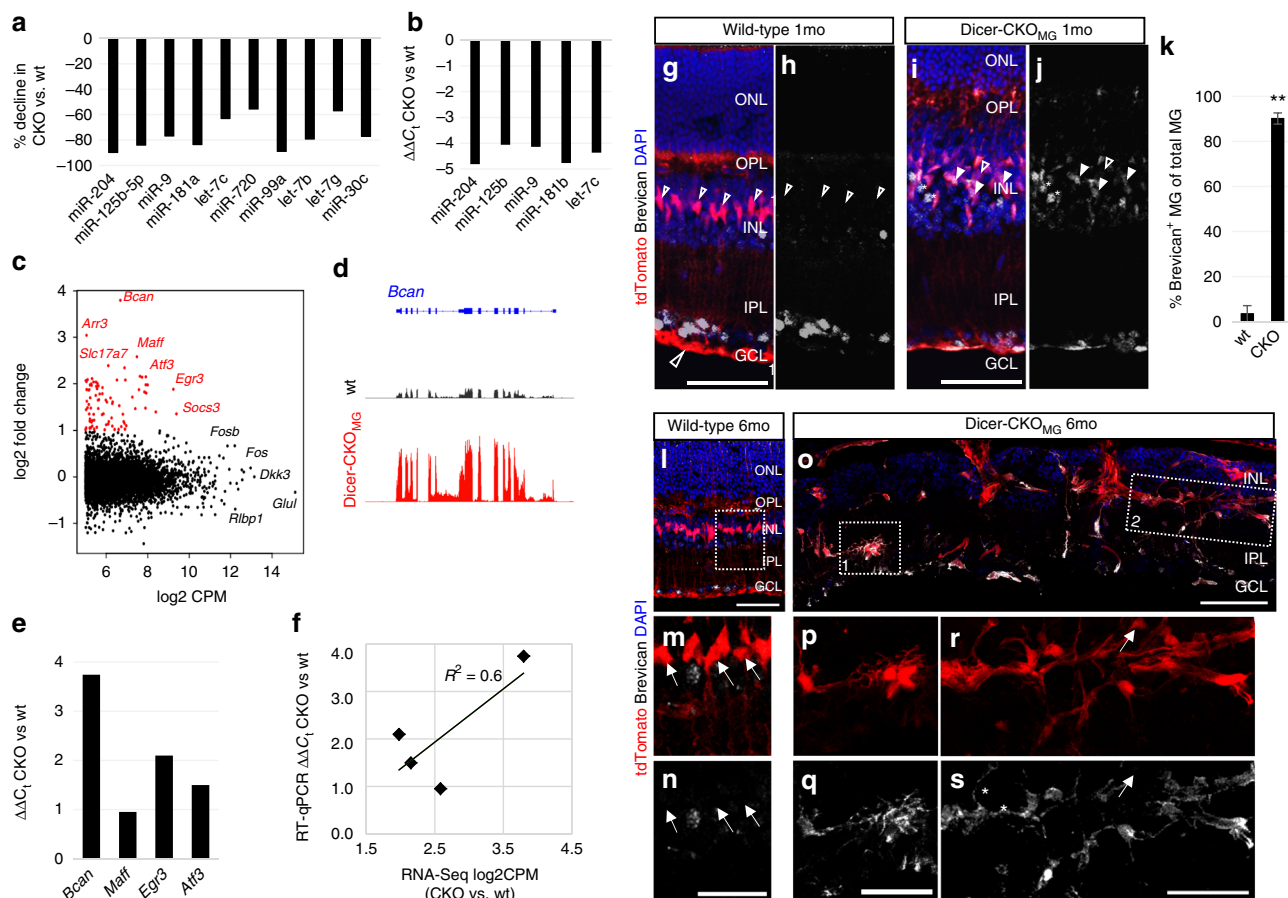 a
0
−20
−40
−60
−80
−100
% decline in
CKO vs. wt
miR-204
miR-125b-5p
miR-9
miR-181a
let-7c
miR-720
miR-99a
let-7b
let-7g
miR-30c
b
0
−1
−2
−3
−4
−5
ΔΔCt CKO vs wt
miR-204
miR-125b
miR-9
miR-181b
let-7c
c
4
3
2
1
0
−1
log2 fold change
Bcan
Arr3
Maff
Slc17a7
Atf3
Egr3
Socs3
Fosb
Fos
Dkk3
Glul
Rlbp1
6
8
10
12
14
log2 CPM
d
Bcan
wt
Dicer-CKOMG
e
4
3
2
1
0
ΔΔCt CKO vs wt
Bcan
Maff
Egr3
Atf3
f
4.0
3.0
2.0
1.0
0.0
RT-qPCR ΔΔCt CKO vs wt
R² = 0.6
1.5
2.5
3.5
4.5
RNA-Seq log2CPM
(CKO vs. wt)
Wild-type 1mo
Dicer-CKOMG 1mo
tdTomato Brevican DAPI
g
ONL
OPL
INL
IPL
GCL
1
h
i
ONL
OPL
INL
IPL
GCL
* * *
j
* * *
k
100
80
60
40
20
0
% Brevican⁺ MG of total MG
**
wt
CKO
Wild-type 6mo
Dicer-CKOMG 6mo
tdTomato Brevican DAPI
l
ONL
OPL
INL
IPL
GCL
o
INL
2
1
IPL
GCL
m
p
r
n
q
s
* *